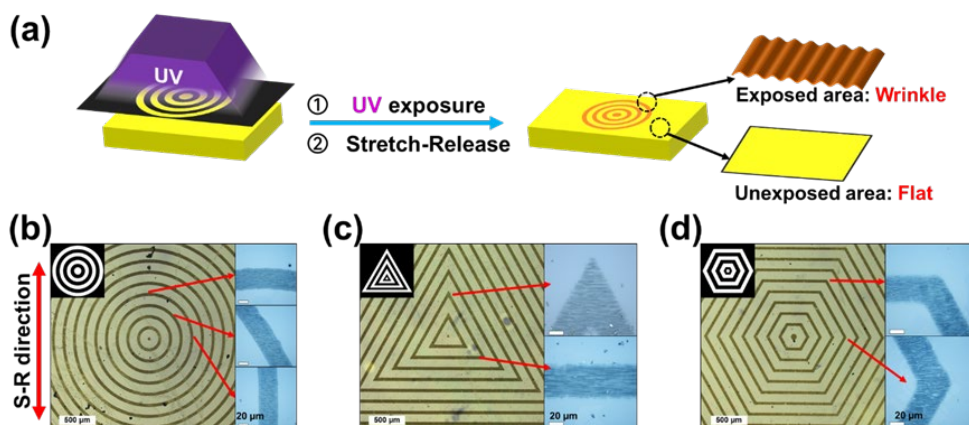 (a)
UV
① UV exposure
② Stretch-Release
Exposed area: Wrinkle
Unexposed area: Flat
(b)
(c)
(d)
S-R direction
500 μm
20 μm
500 μm
20 μm
500 μm
20 μm